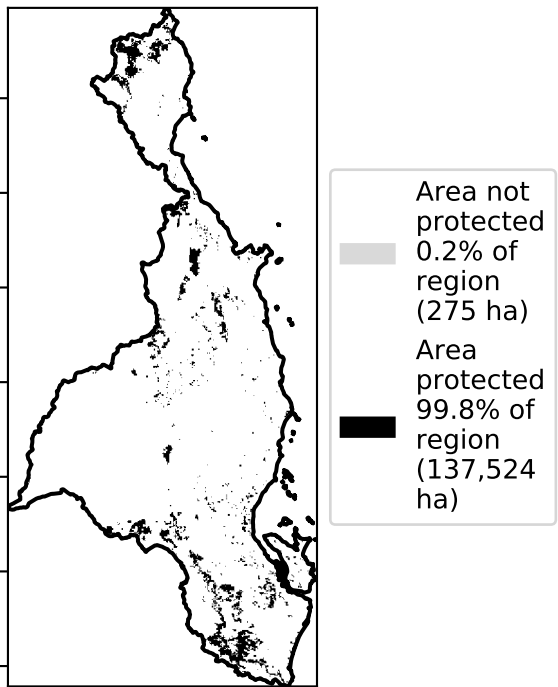 Area not
protected
0.2% of
region
(275 ha)
Area
protected
99.8% of
region
(137,524
ha)